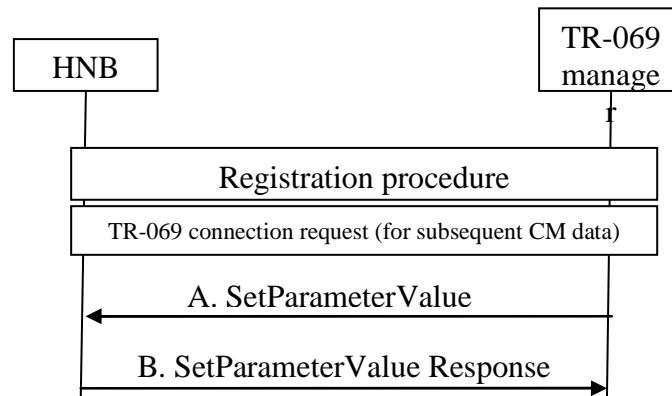 HNB
TR-069
manage
r
Registration procedure
TR-069 connection request (for subsequent CM data)
A. SetParameterValue
B. SetParameterValue Response